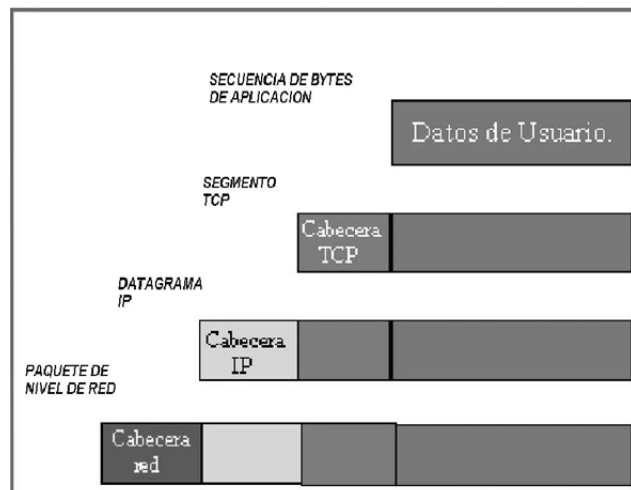 SECUENCIA DE BYTES
DE APLICACION
Datos de Usuario.
SEGMENTO
TCP
Cabecera
TCP
DATAGRAMA
IP
Cabecera
IP
PAQUETE DE
NIVEL DE RED
Cabecera
red